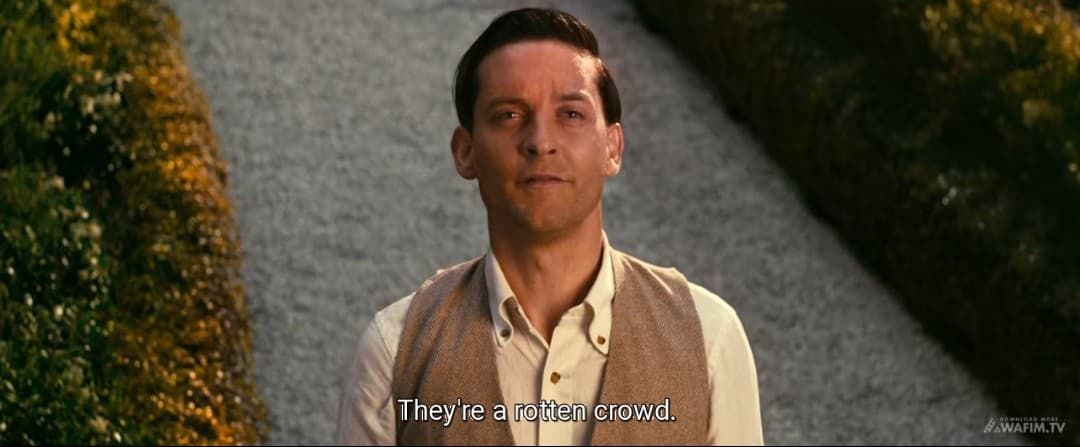 They're a rotten crowd.
DOWNLOAD MORE
WAFIM.TV